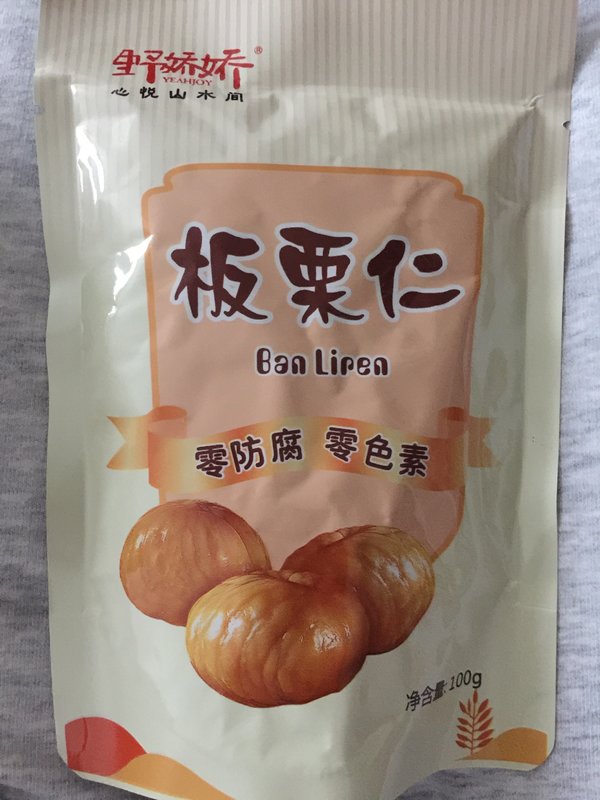 野娇娇®
YEAHJOY
心悦山水间
板栗仁
Ban Liren
零防腐 零色素
净含量: 100g